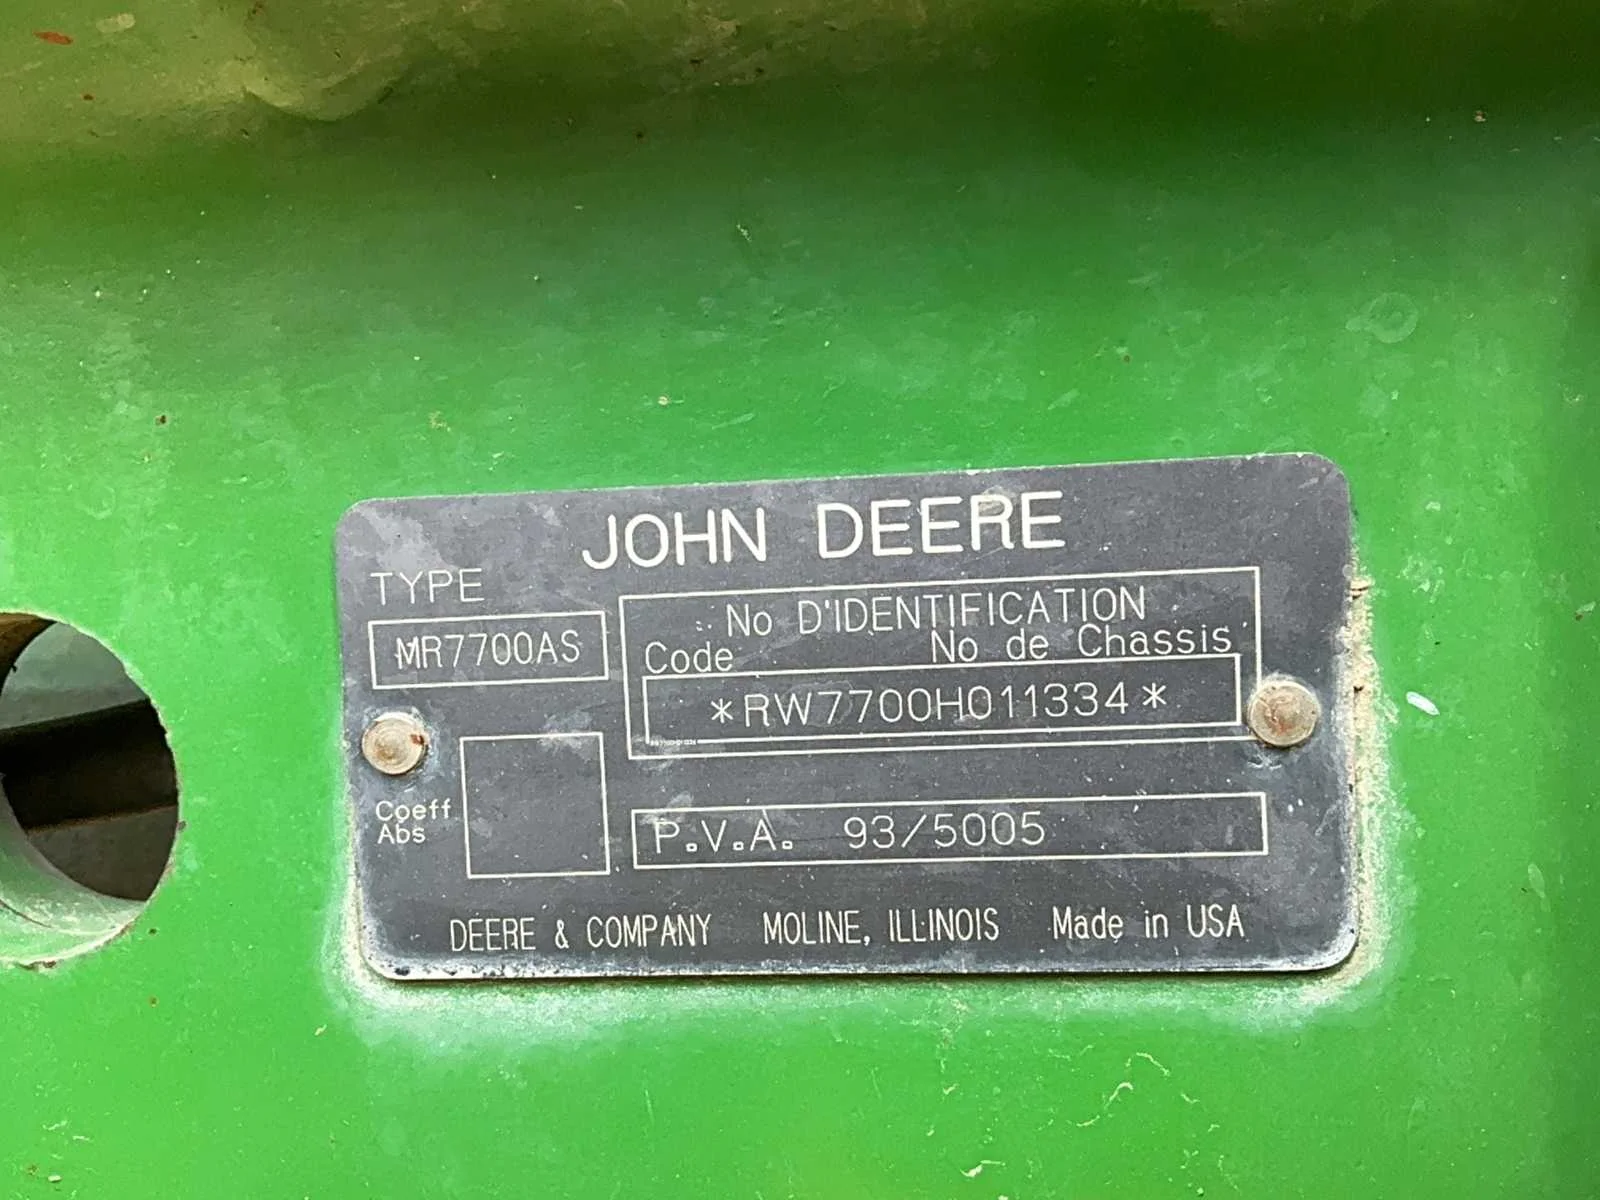 JOHN DEERE
TYPE
MR7700AS
No D'IDENTIFICATION
Code No de Chassis
*RW7700H011334*
Coeff
Abs
P.V.A. 93/5005
DEERE & COMPANY MOLINE, ILLINOIS Made in USA